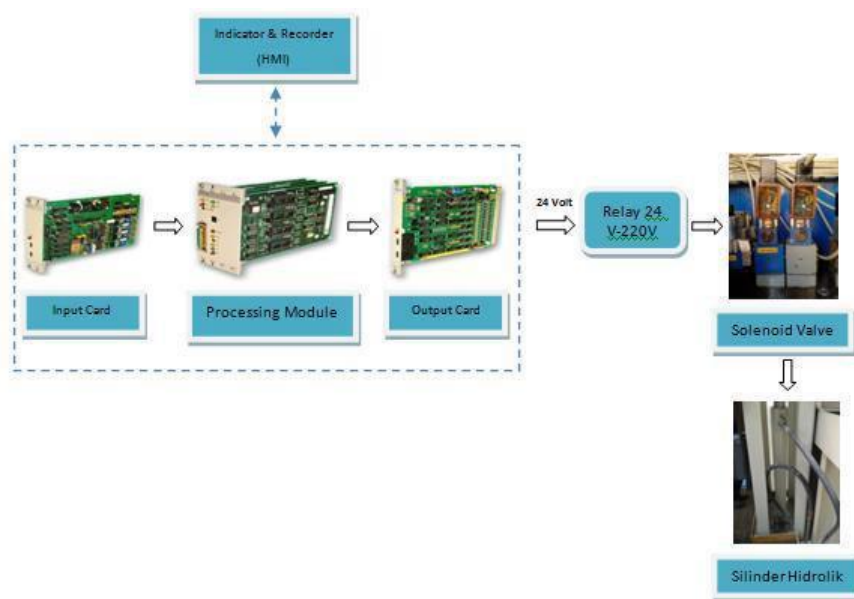 Indicator & Recorder
(HMI)
24 Volt
Relay 24
V-220V
Input Card
Processing Module
Output Card
Solenoid Valve
Silinder Hidrolik